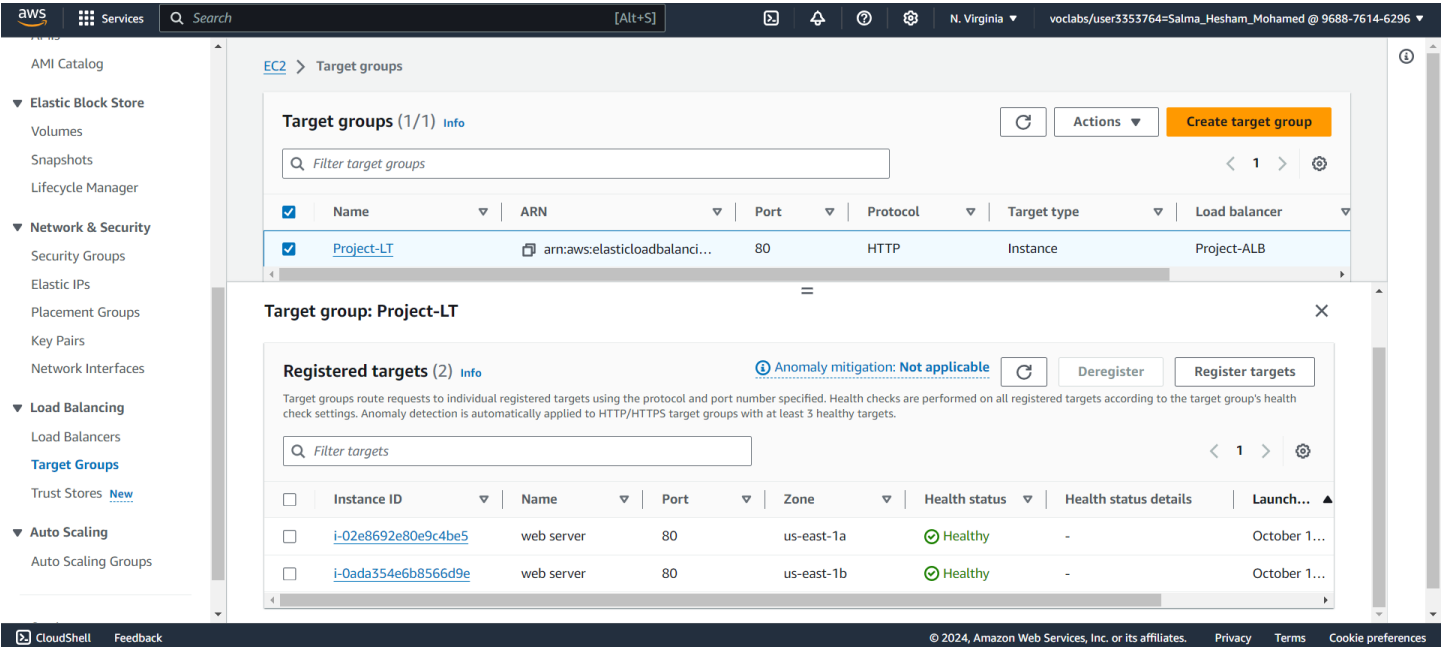 aws Services Search [Alt+S] N. Virginia voclabs/user3353764=Salma_Hesham_Mohamed @ 9688-7614-6296
AMI Catalog
Elastic Block Store
Volumes
Snapshots
Lifecycle Manager
Network & Security
Security Groups
Elastic IPs
Placement Groups
Key Pairs
Network Interfaces
Load Balancing
Load Balancers
Target Groups
Trust Stores New
Auto Scaling
Auto Scaling Groups
EC2 Target groups
Target groups (1/1) Info Actions Create target group
Filter target groups 1
Name ARN Port Protocol Target type Load balancer
Project-LT arn:aws:elasticloadbalanci... 80 HTTP Instance Project-ALB
Target group: Project-LT
Registered targets (2) Info Anomaly mitigation: Not applicable Deregister Register targets
Target groups route requests to individual registered targets using the protocol and port number specified. Health checks are performed on all registered targets according to the target group's health
check settings. Anomaly detection is automatically applied to HTTP/HTTPS target groups with at least 3 healthy targets.
Filter targets 1
Instance ID Name Port Zone Health status Health status details Launch...
i-02e8692e80e9c4be5 web server 80 us-east-1a Healthy - October 1...
i-0ada354e6b8566d9e web server 80 us-east-1b Healthy - October 1...
CloudShell Feedback © 2024, Amazon Web Services, Inc. or its affiliates. Privacy Terms Cookie preferences